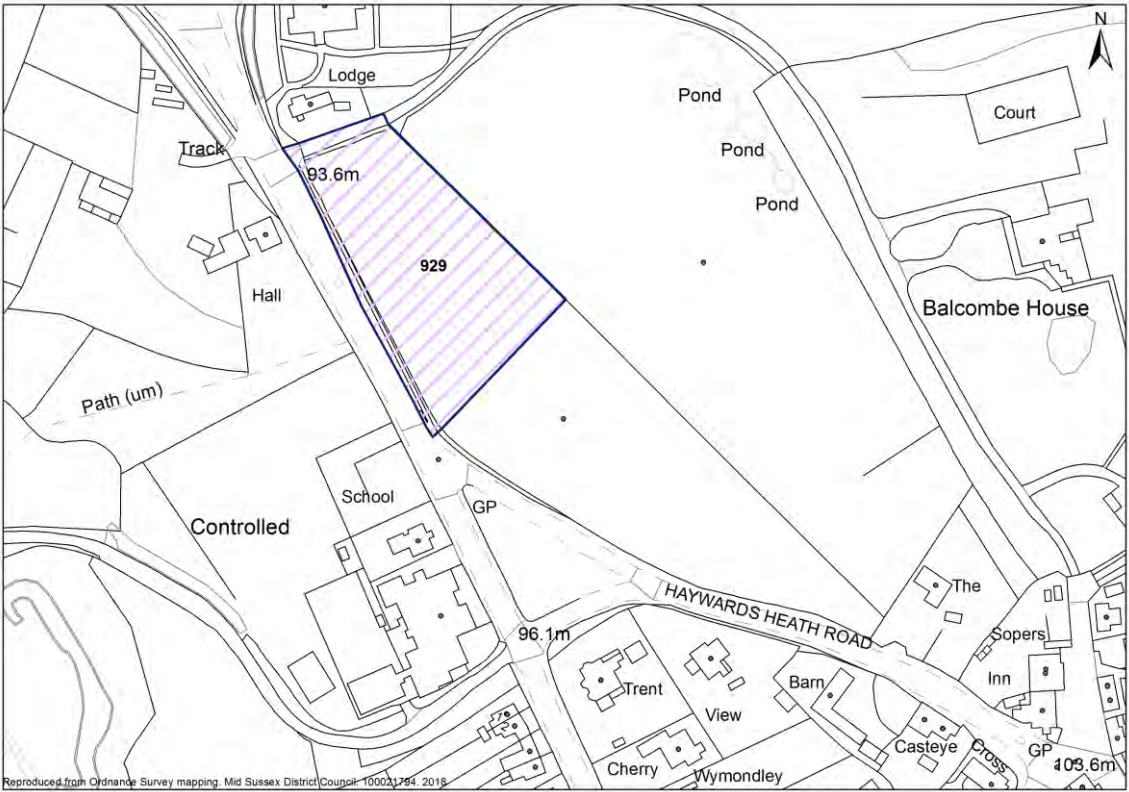 N
Lodge
Pond
Court
Track
Pond
93.6m
Pond
929
Hall
Balcombe House
Path (um)
School
GP
Controlled
The
HAYWARDS HEATH ROAD
96.1m
Sopers
Inn
Trent
Barn
View
Casteye
Cross
GP
103.6m
Cherry
Wymondley
Reproduced from Ordnance Survey mapping. Mid Sussex District Council. 100021794. 2018